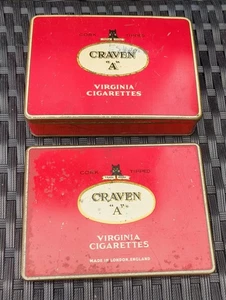 CORK TIPPED
CRAVEN
"A"
VIRGINIA
CIGARETTES
CORK TIPPED
CRAVEN
"A"
VIRGINIA
CIGARETTES
MADE IN LONDON, ENGLAND